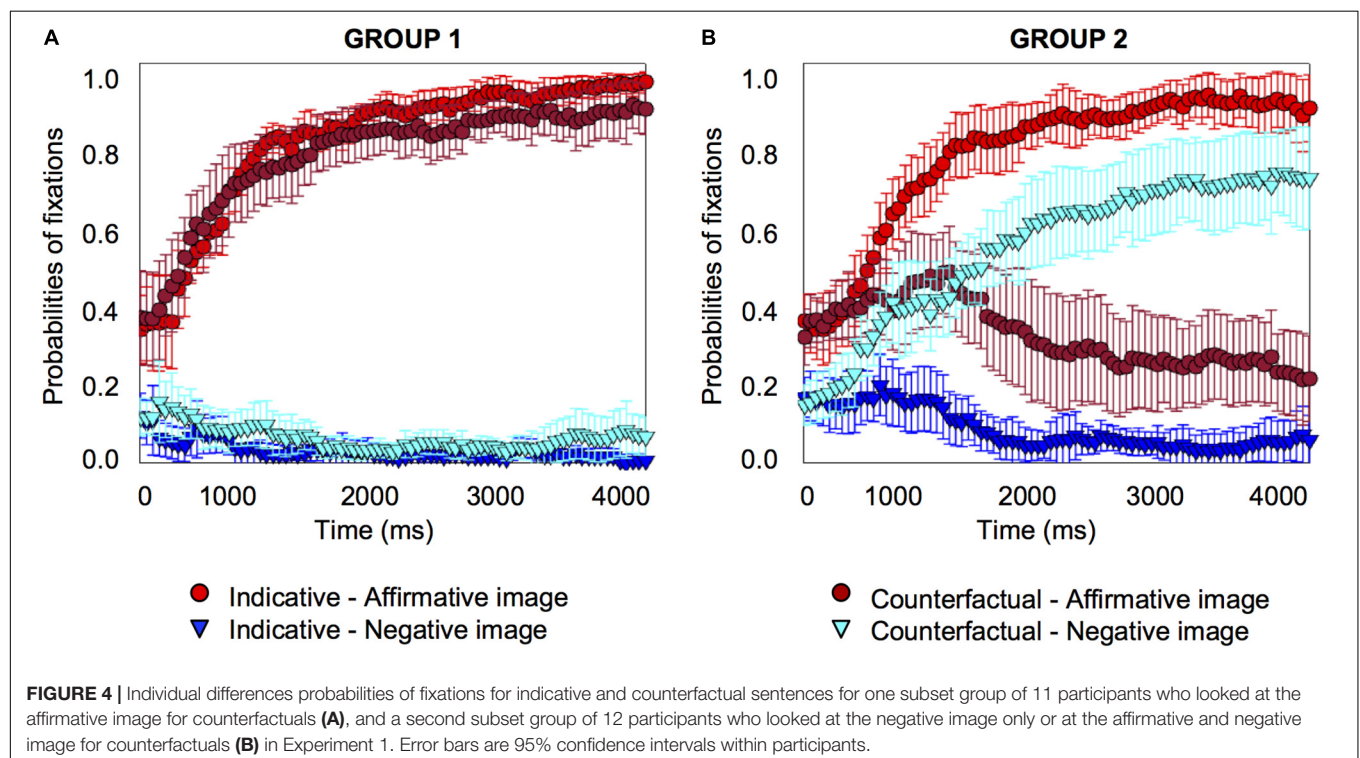 A GROUP 1
B GROUP 2
Probabilities of fixations
1.0
0.8
0.6
0.4
0.2
0.0
0 1000 2000 3000 4000
Time (ms)
Probabilities of fixations
1.0
0.8
0.6
0.4
0.2
0.0
0 1000 2000 3000 4000
Time (ms)
Indicative - Affirmative image
Indicative - Negative image
Counterfactual - Affirmative image
Counterfactual - Negative image
FIGURE 4 | Individual differences probabilities of fixations for indicative and counterfactual sentences for one subset group of 11 participants who looked at the
affirmative image for counterfactuals (A), and a second subset group of 12 participants who looked at the negative image only or at the affirmative and negative
image for counterfactuals (B) in Experiment 1. Error bars are 95% confidence intervals within participants.